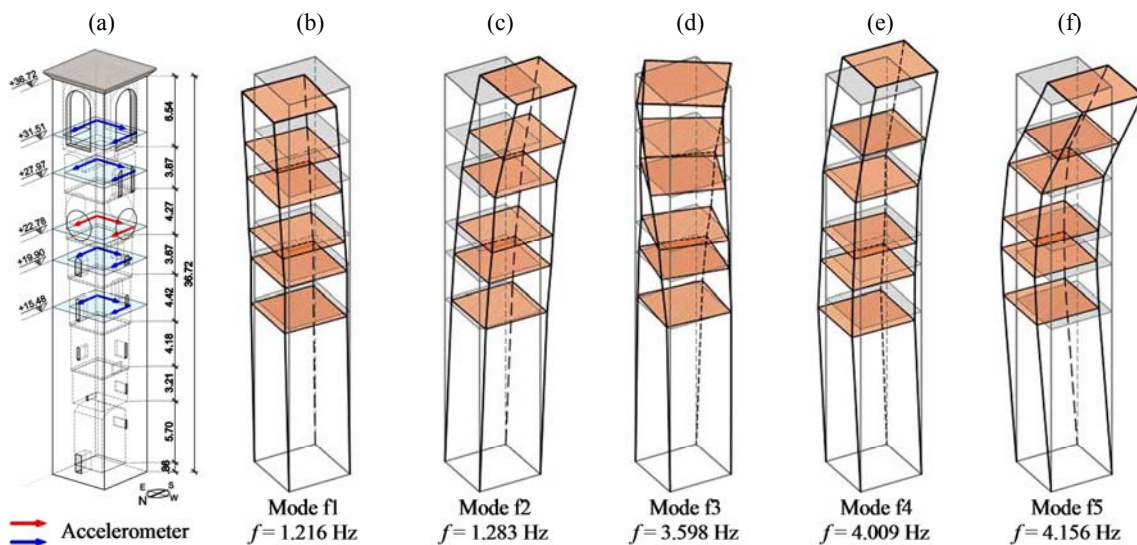 (a) (b) (c) (d) (e) (f)
+36.72
+31.51
+27.97
+22.78
+19.90
+15.48
6.54
3.87
4.27
3.67
4.42
4.18
3.21
5.70
.86
36.72
E S
N W
Accelerometer
Mode f1
f = 1.216 Hz
Mode f2
f = 1.283 Hz
Mode f3
f = 3.598 Hz
Mode f4
f = 4.009 Hz
Mode f5
f = 4.156 Hz